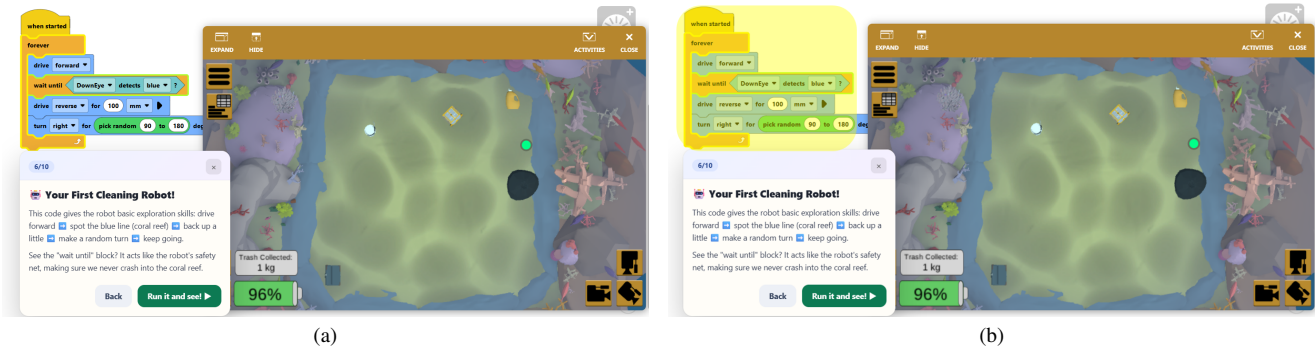 when started
forever
drive forward
wait until DownEye detects blue ?
drive reverse for 100 mm
turn right for pick random 90 to 180 deg
EXPAND HIDE ACTIVITIES CLOSE
6/10 ×
Your First Cleaning Robot!
This code gives the robot basic exploration skills: drive
forward ➡ spot the blue line (coral reef) ➡ back up a
little ➡ make a random turn ➡ keep going.
See the "wait until" block? It acts like the robot's safety
net, making sure we never crash into the coral reef.
Back Run it and see!
Trash Collected:
1 kg
96%
(a)
when started
forever
drive forward
wait until DownEye detects blue ?
drive reverse for 100 mm
turn right for pick random 90 to 180 deg
EXPAND HIDE ACTIVITIES CLOSE
6/10 ×
Your First Cleaning Robot!
This code gives the robot basic exploration skills: drive
forward ➡ spot the blue line (coral reef) ➡ back up a
little ➡ make a random turn ➡ keep going.
See the "wait until" block? It acts like the robot's safety
net, making sure we never crash into the coral reef.
Back Run it and see!
Trash Collected:
1 kg
96%
(b)